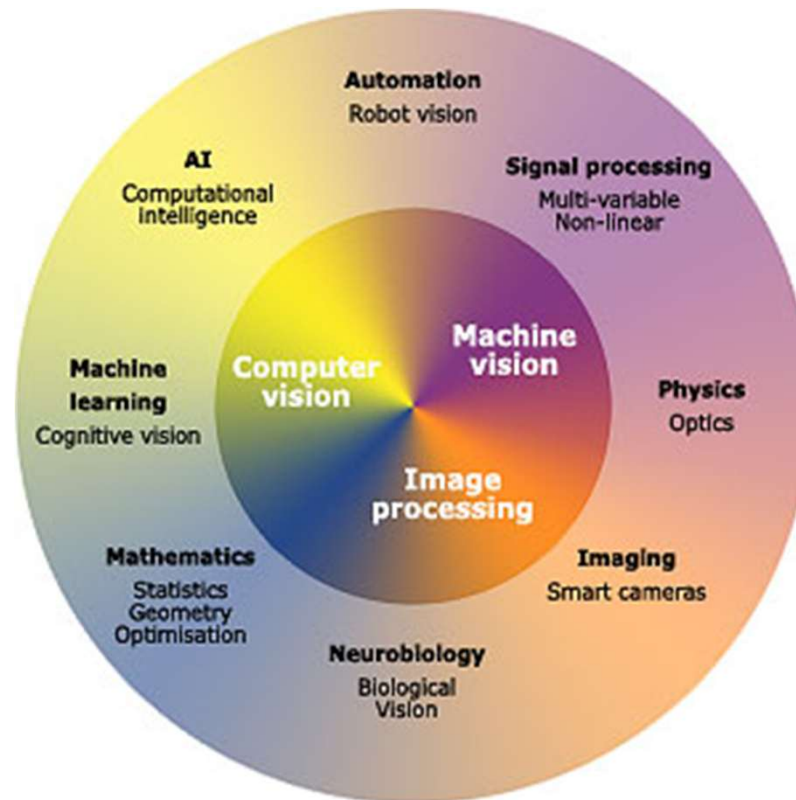 Automation
Robot vision
AI
Computational
intelligence
Signal processing
Multi-variable
Non-linear
Machine
vision
Computer
vision
Machine
learning
Cognitive vision
Physics
Optics
Image
processing
Mathematics
Statistics
Geometry
Optimisation
Imaging
Smart cameras
Neurobiology
Biological
Vision